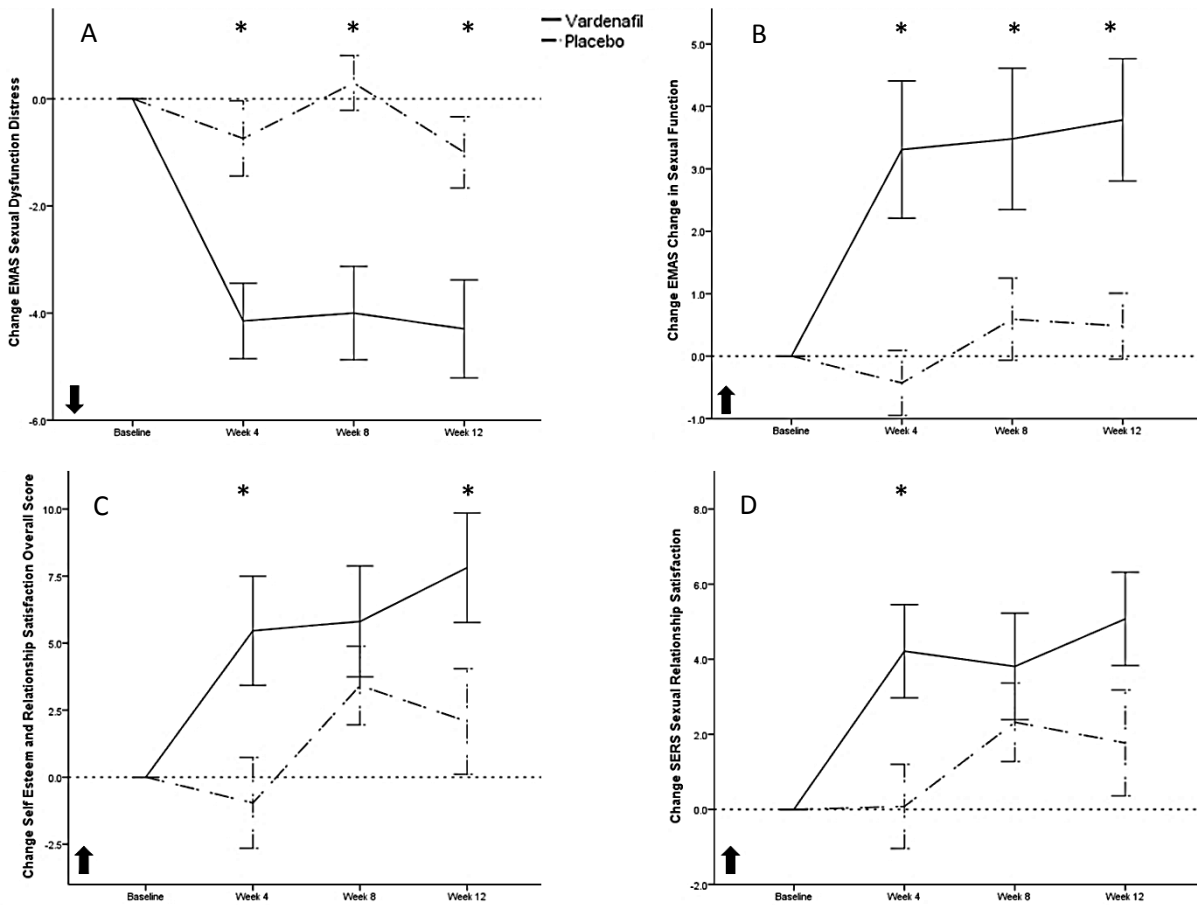 A
* * *
Vardenafil
Placebo
Change EMAS Sexual Dysfunction Distress
0.0
-2.0
-4.0
-6.0
Baseline Week 4 Week 8 Week 12
B
* * *
Change EMAS Change in Sexual Function
5.0
4.0
3.0
2.0
1.0
0.0
-1.0
Baseline Week 4 Week 8 Week 12
C
* *
Change Self Esteem and Relationship Satisfaction Overall Score
10.0
7.5
5.0
2.5
0.0
-2.5
Baseline Week 4 Week 8 Week 12
D
*
Change SERS Sexual Relationship Satisfaction
8.0
6.0
4.0
2.0
0.0
-2.0
Baseline Week 4 Week 8 Week 12